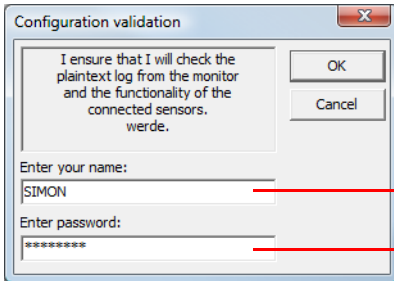 Configuration validation
I ensure that I will check the
plaintext log from the monitor
and the functionality of the
connected sensors.
werde.
OK
Cancel
Enter your name:
SIMON
Enter password:
********